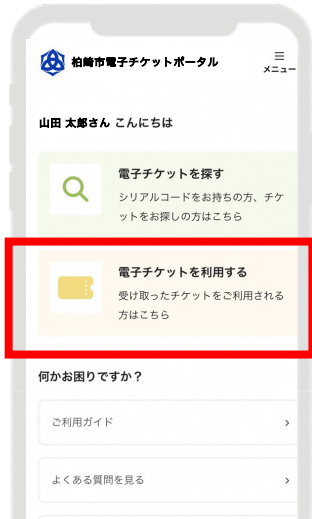 柏崎市電子チケットポータル
メニュー
山田 太郎さん こんにちは
電子チケットを探す
シリアルコードをお持ちの方、チケ
ットをお探しの方はこちら
電子チケットを利用する
受け取ったチケットをご利用される
方はこちら
何かお困りですか？
ご利用ガイド
よくある質問を見る